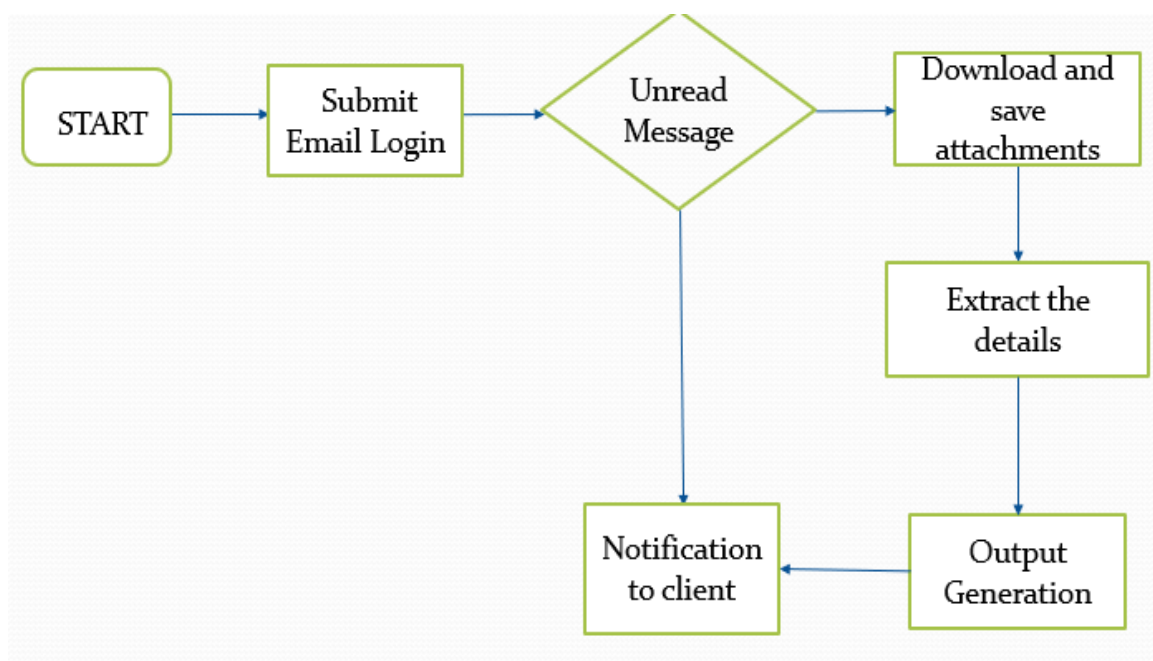 START
Submit
Email Login
Unread
Message
Download and
save
attachments
Extract the
details
Output
Generation
Notification
to client